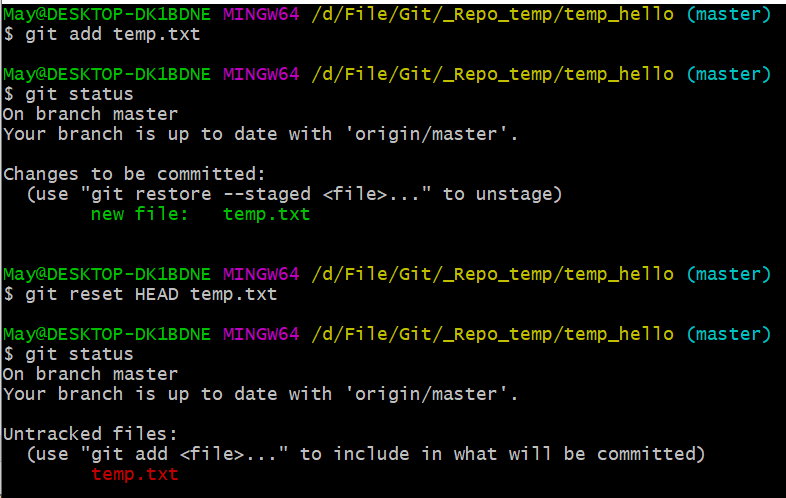 May@DESKTOP-DK1BDNE MINGW64 /d/File/Git/_Repo_temp/temp_hello (master)
$ git add temp.txt
May@DESKTOP-DK1BDNE MINGW64 /d/File/Git/_Repo_temp/temp_hello (master)
$ git status
On branch master
Your branch is up to date with 'origin/master'.
Changes to be committed:
  (use "git restore --staged <file>..." to unstage)
        new file:   temp.txt
May@DESKTOP-DK1BDNE MINGW64 /d/File/Git/_Repo_temp/temp_hello (master)
$ git reset HEAD temp.txt
May@DESKTOP-DK1BDNE MINGW64 /d/File/Git/_Repo_temp/temp_hello (master)
$ git status
On branch master
Your branch is up to date with 'origin/master'.
Untracked files:
  (use "git add <file>..." to include in what will be committed)
        temp.txt